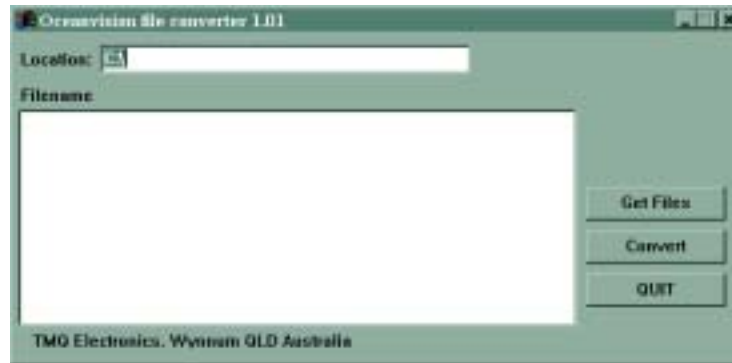 Oceanvision file converter 1.01
Location:
Filename
Get Files
Convert
QUIT
TMQ Electronics. Wynnum QLD Australia